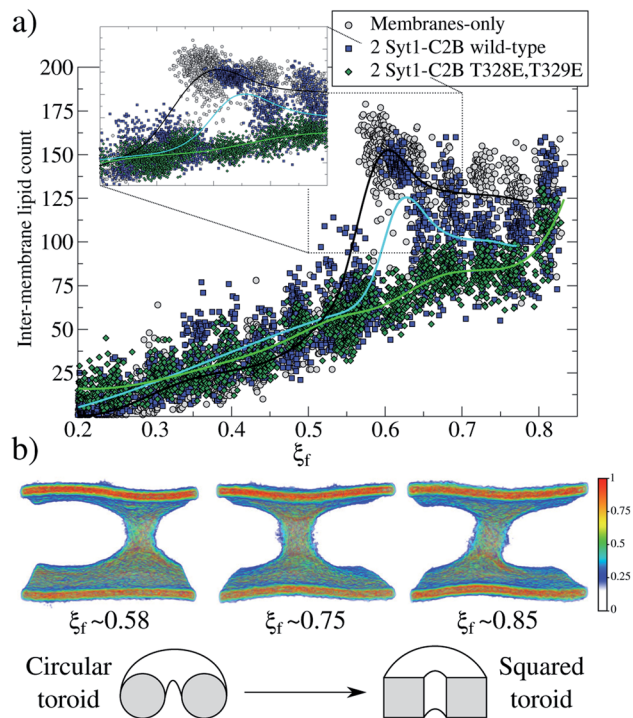 a)
Membranes-only
2 Syt1-C2B wild-type
2 Syt1-C2B T328E,T329E
Inter-membrane lipid count
200
175
150
125
100
75
50
25
0.2 0.3 0.4 0.5 0.6 0.7 0.8
ξf
b)
ξf ~0.58 ξf ~0.75 ξf ~0.85
1
0.75
0.5
0.25
0
Circular
toroid
Squared
toroid